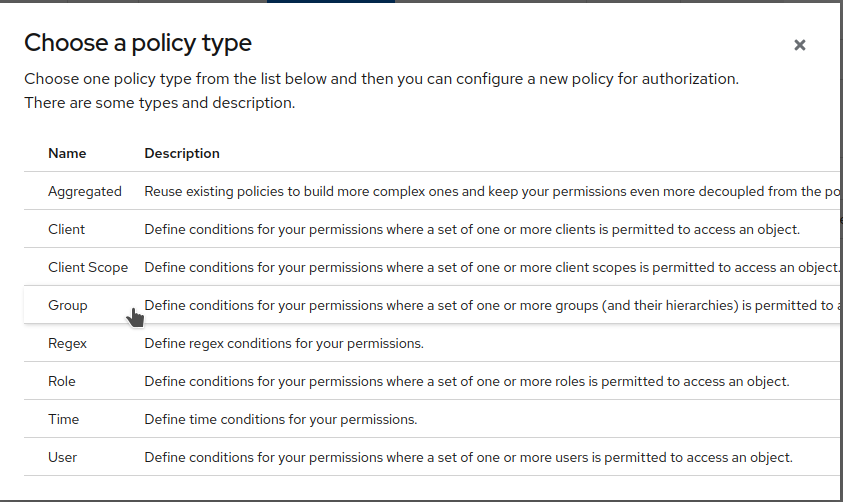 Choose a policy type
Choose one policy type from the list below and then you can configure a new policy for authorization.
There are some types and description.
Name Description
Aggregated Reuse existing policies to build more complex ones and keep your permissions even more decoupled from the po
Client Define conditions for your permissions where a set of one or more clients is permitted to access an object.
Client Scope Define conditions for your permissions where a set of one or more client scopes is permitted to access an object.
Group Define conditions for your permissions where a set of one or more groups (and their hierarchies) is permitted to a
Regex Define regex conditions for your permissions.
Role Define conditions for your permissions where a set of one or more roles is permitted to access an object.
Time Define time conditions for your permissions.
User Define conditions for your permissions where a set of one or more users is permitted to access an object.